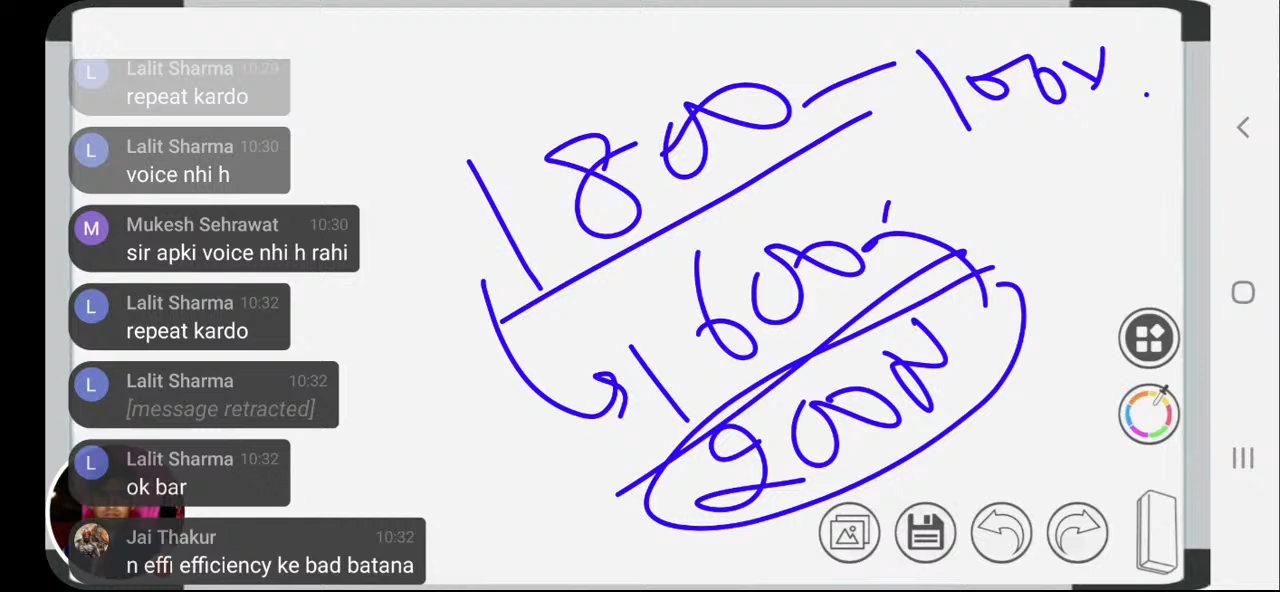 Lalit Sharma 10:29
repeat kardo
Lalit Sharma 10:30
voice nhi h
Mukesh Sehrawat 10:30
sir apki voice nhi h rahi
Lalit Sharma 10:32
repeat kardo
Lalit Sharma 10:32
[message retracted]
Lalit Sharma 10:32
ok bar
Jai Thakur 10:32
n effi efficiency ke bad batana
L
L
M
L
L
L
1800 - 100
1600
200